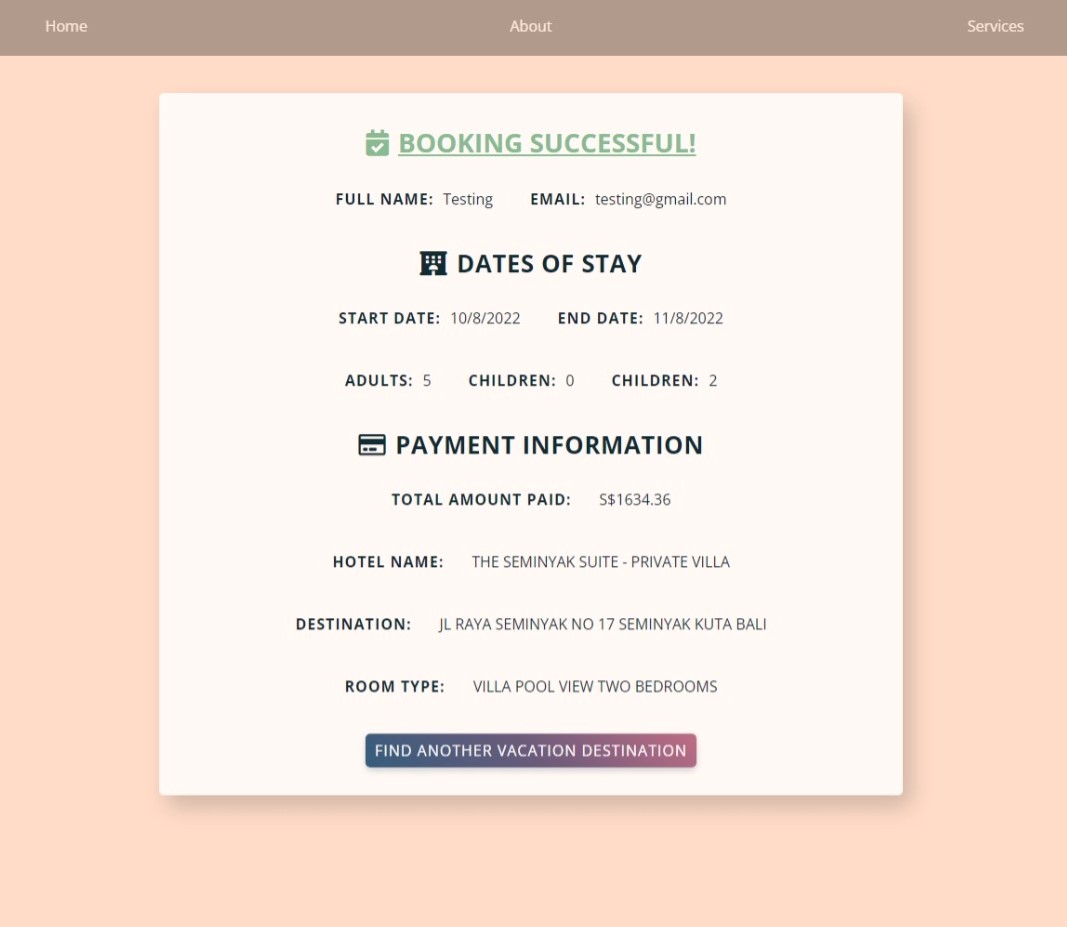 Home About Services
BOOKING SUCCESSFUL!
FULL NAME: Testing EMAIL: testing@gmail.com
DATES OF STAY
START DATE: 10/8/2022 END DATE: 11/8/2022
ADULTS: 5 CHILDREN: 0 CHILDREN: 2
PAYMENT INFORMATION
TOTAL AMOUNT PAID: S$1634.36
HOTEL NAME: THE SEMINYAK SUITE - PRIVATE VILLA
DESTINATION: JL RAYA SEMINYAK NO 17 SEMINYAK KUTA BALI
ROOM TYPE: VILLA POOL VIEW TWO BEDROOMS
FIND ANOTHER VACATION DESTINATION